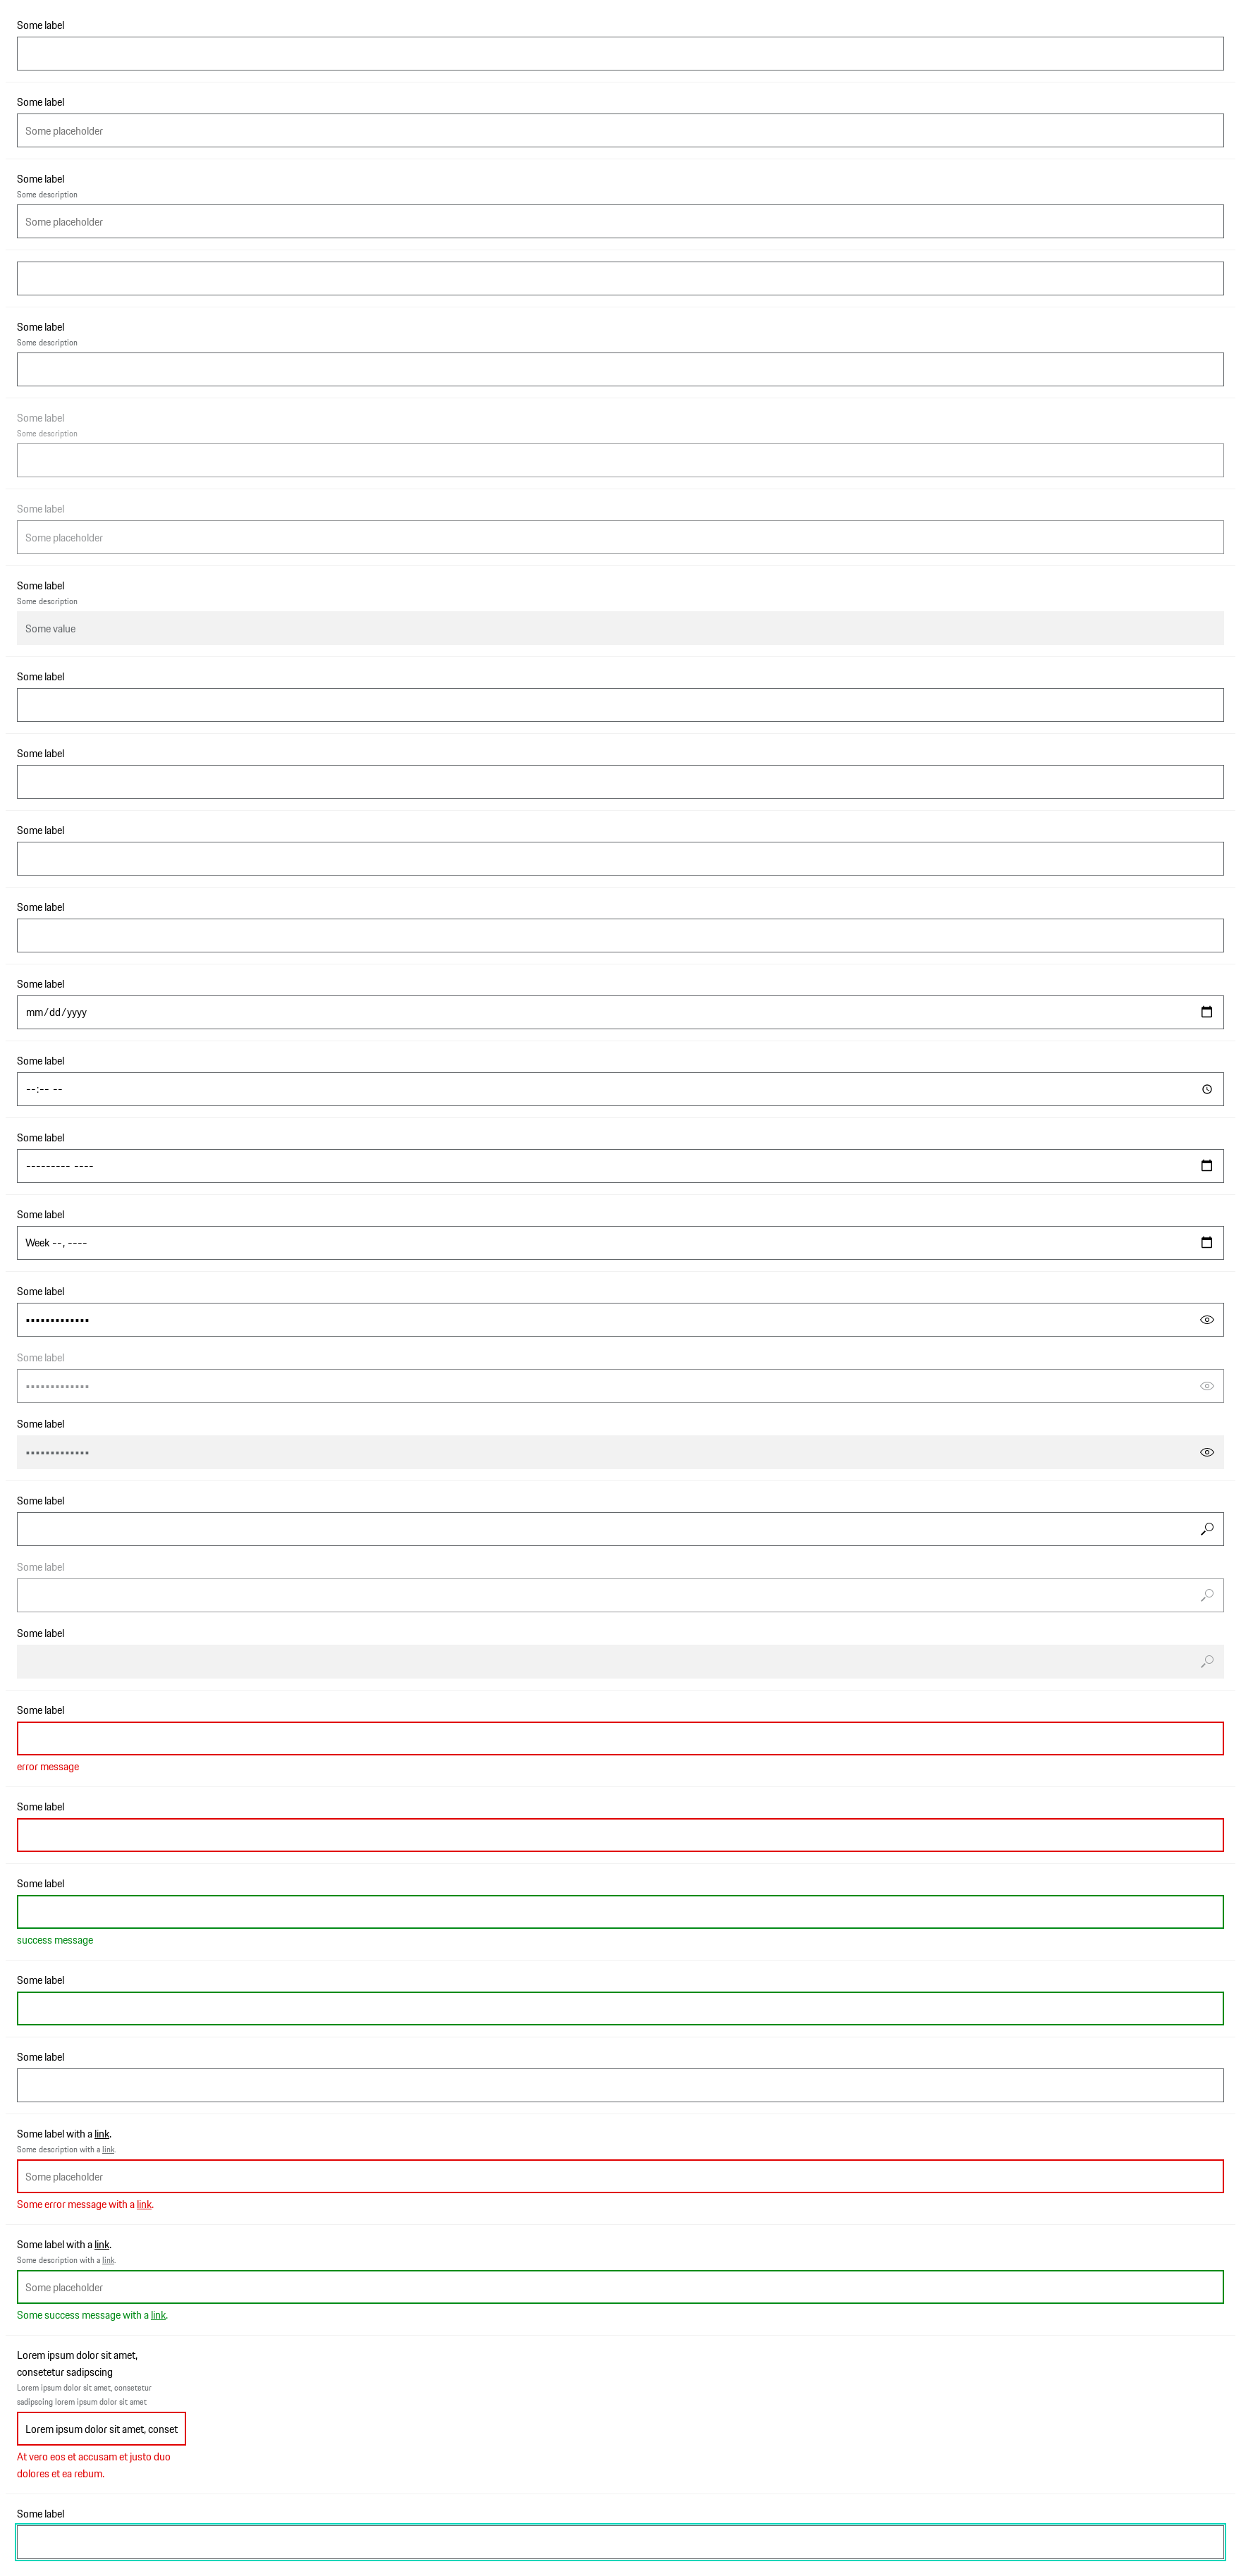 Some label
Some label
Some placeholder
Some label
Some description
Some placeholder
Some label
Some description
Some label
Some description
Some label
Some placeholder
Some label
Some description
Some value
Some label
Some label
Some label
Some label
Some label
mm/dd/yyyy
Some label
--:-- --
Some label
--------- ----
Some label
Week --, ----
Some label
•••••••••••••
Some label
•••••••••••••
Some label
•••••••••••••
Some label
Some label
Some label
Some label
error message
Some label
Some label
success message
Some label
Some label
Some label with a link.
Some description with a link.
Some placeholder
Some error message with a link.
Some label with a link.
Some description with a link.
Some placeholder
Some success message with a link.
Lorem ipsum dolor sit amet,
consetetur sadipscing
Lorem ipsum dolor sit amet, consetetur
sadipscing lorem ipsum dolor sit amet
Lorem ipsum dolor sit amet, conset
At vero eos et accusam et justo duo
dolores et ea rebum.
Some label